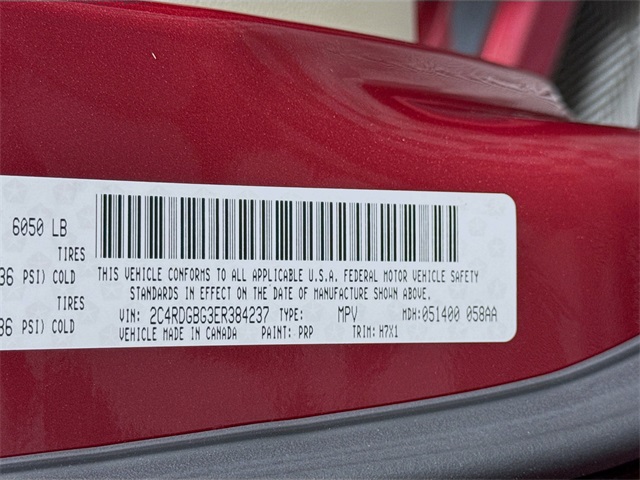 6050 LB
TIRES
36 PSI) COLD
THIS VEHICLE CONFORMS TO ALL APPLICABLE U.S.A. FEDERAL MOTOR VEHICLE SAFETY
TIRES
STANDARDS IN EFFECT ON THE DATE OF MANUFACTURE SHOWN ABOVE.
36 PSI) COLD
VIN: 2C4RDGBG3ER384237 TYPE: MPV MDH:051400 058AA
VEHICLE MADE IN CANADA PAINT: PRP TRIM: H7X1